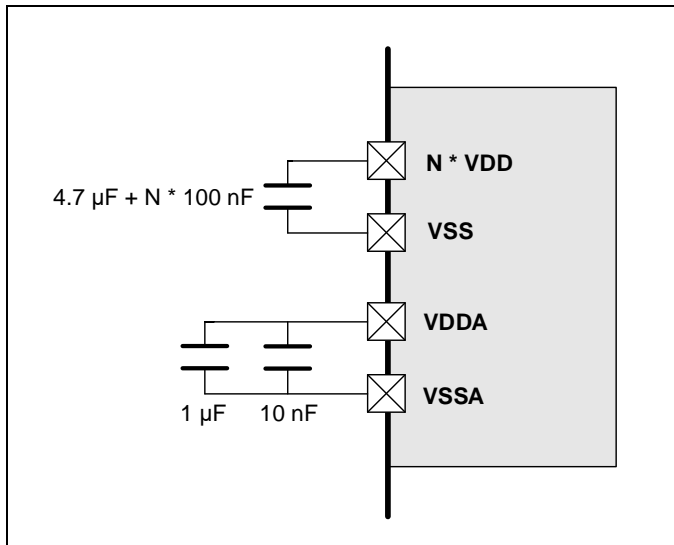 N * VDD
4.7 µF + N * 100 nF
VSS
VDDA
VSSA
1 µF 10 nF